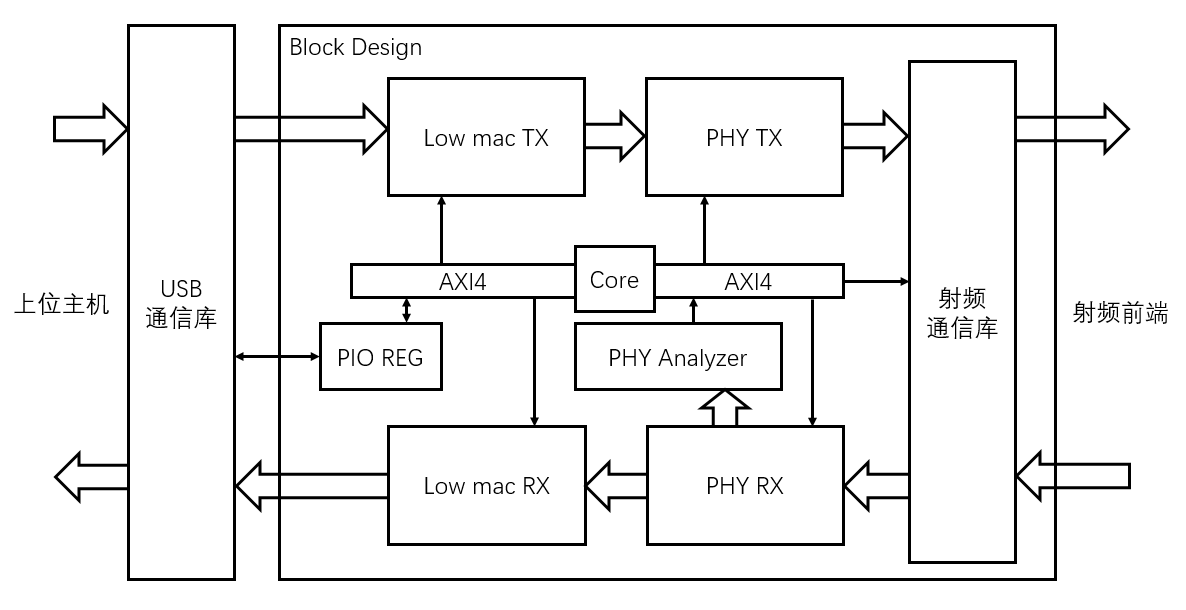 Block Design
Low mac TX
PHY TX
AXI4
Core
AXI4
上位主机
USB
通信库
射频
通信库
射频前端
PIO REG
PHY Analyzer
Low mac RX
PHY RX